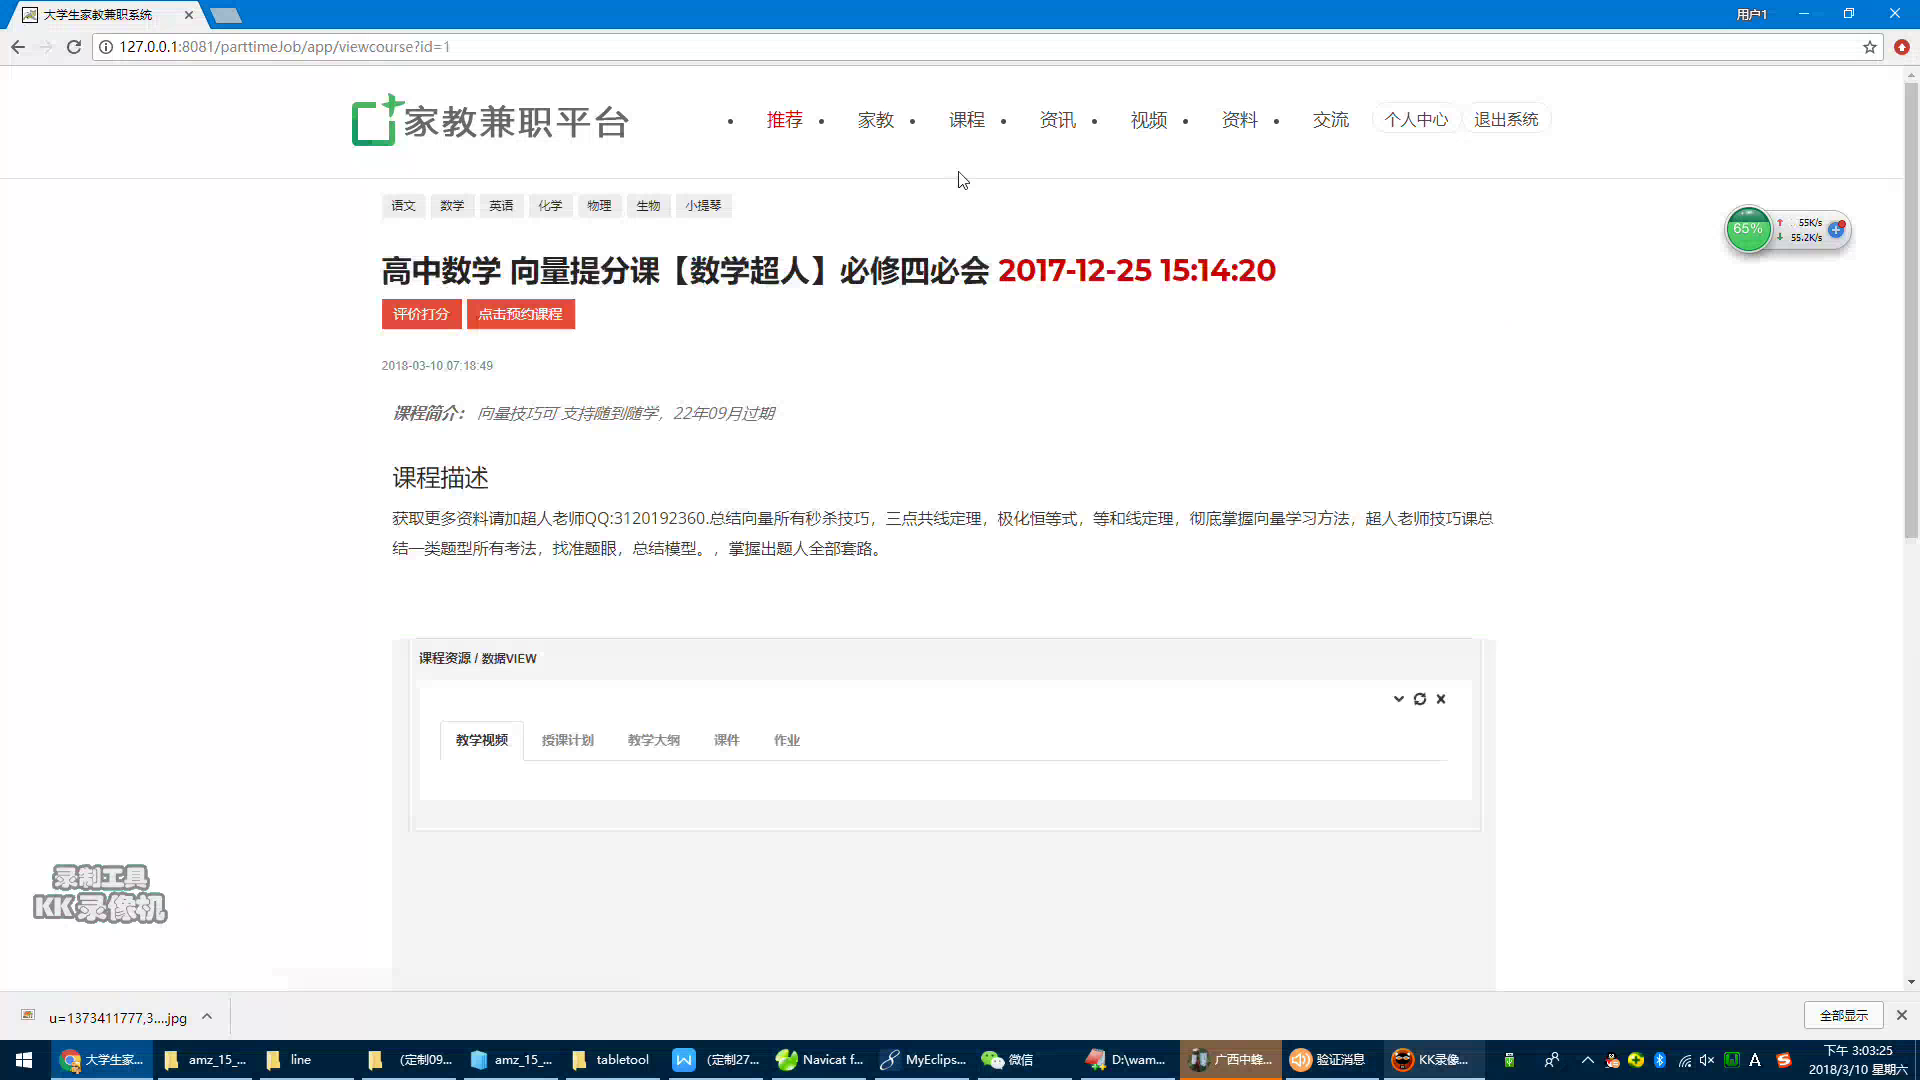 大学生家教兼职系统
用户1
127.0.0.1:8081/parttimeJob/app/viewcourse?id=1
家教兼职平台
推荐 家教 课程 资讯 视频 资料 交流 个人中心 退出系统
语文 数学 英语 化学 物理 生物 小提琴
65% 55K/s
55.2K/s
高中数学 向量提分课【数学超人】必修四必会 2017-12-25 15:14:20
评价打分 点击预约课程
2018-03-10 07:18:49
课程简介： 向量技巧可 支持随到随学，22年09月过期
课程描述
获取更多资料请加超人老师QQ:3120192360.总结向量所有秒杀技巧，三点共线定理，极化恒等式，等和线定理，彻底掌握向量学习方法，超人老师技巧课总
结一类题型所有考法，找准题眼，总结模型。，掌握出题人全部套路。
课程资源 / 数据VIEW
教学视频 授课计划 教学大纲 课件 作业
录制工具
KK录像机
u=1373411777,3....jpg
全部显示
大学生家... amz_15_... line (定制09... amz_15_... tabletool (定制27... Navicat f... MyEclips... 微信 D:\wam... 广西中蜂... 验证消息 KK录像...
下午 3:03:25
2018/3/10 星期六